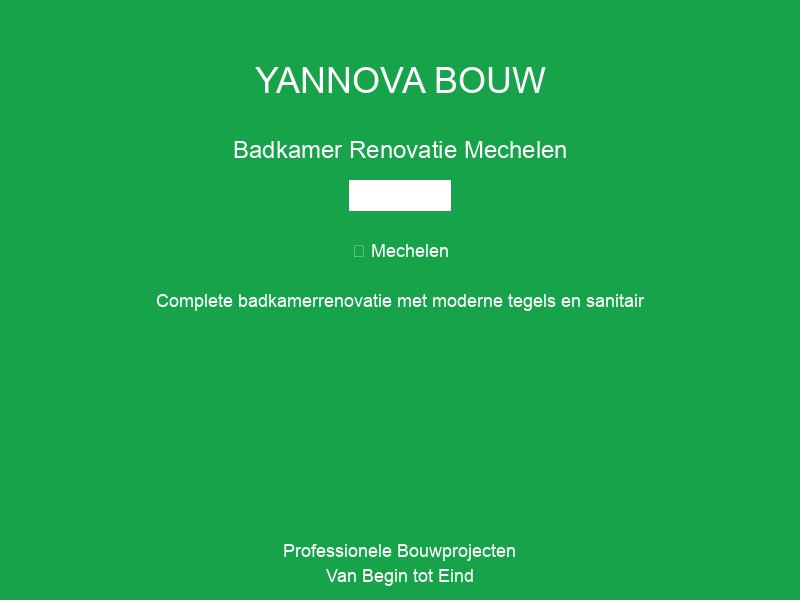 YANNOVA BOUW
Badkamer Renovatie Mechelen
Mechelen
Complete badkamerrenovatie met moderne tegels en sanitair
Professionele Bouwprojecten
Van Begin tot Eind